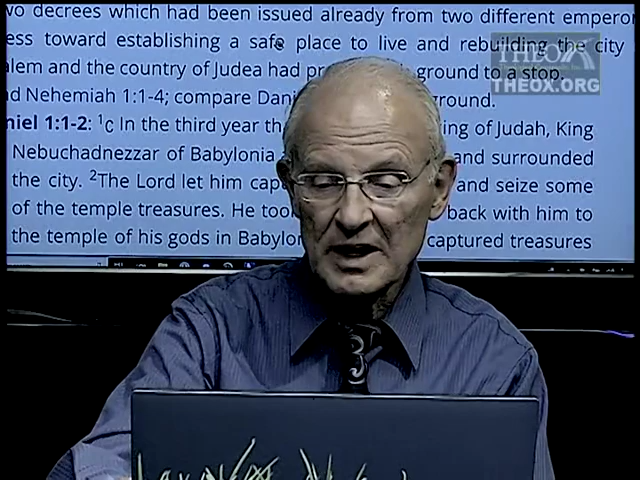 wo decrees which had been issued already from two different empero
ess toward establishing a safe place to live and rebuilding the city
alem and the country of Judea had pr ground to a stop.
d Nehemiah 1:1-4; compare Dani ground.
niel 1:1-2: ¹C In the third year th ing of Judah, King
Nebuchadnezzar of Babylonia and surrounded
the city. ²The Lord let him cap and seize some
of the temple treasures. He too back with him to
the temple of his gods in Babylon captured treasures
THEOX
THEOX.ORG